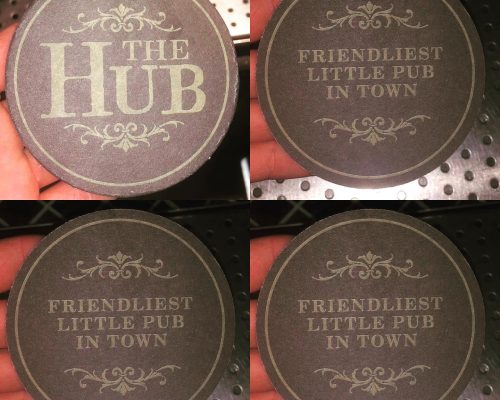 THE
HUB
FRIENDLIEST
LITTLE PUB
IN TOWN
FRIENDLIEST
LITTLE PUB
IN TOWN
FRIENDLIEST
LITTLE PUB
IN TOWN